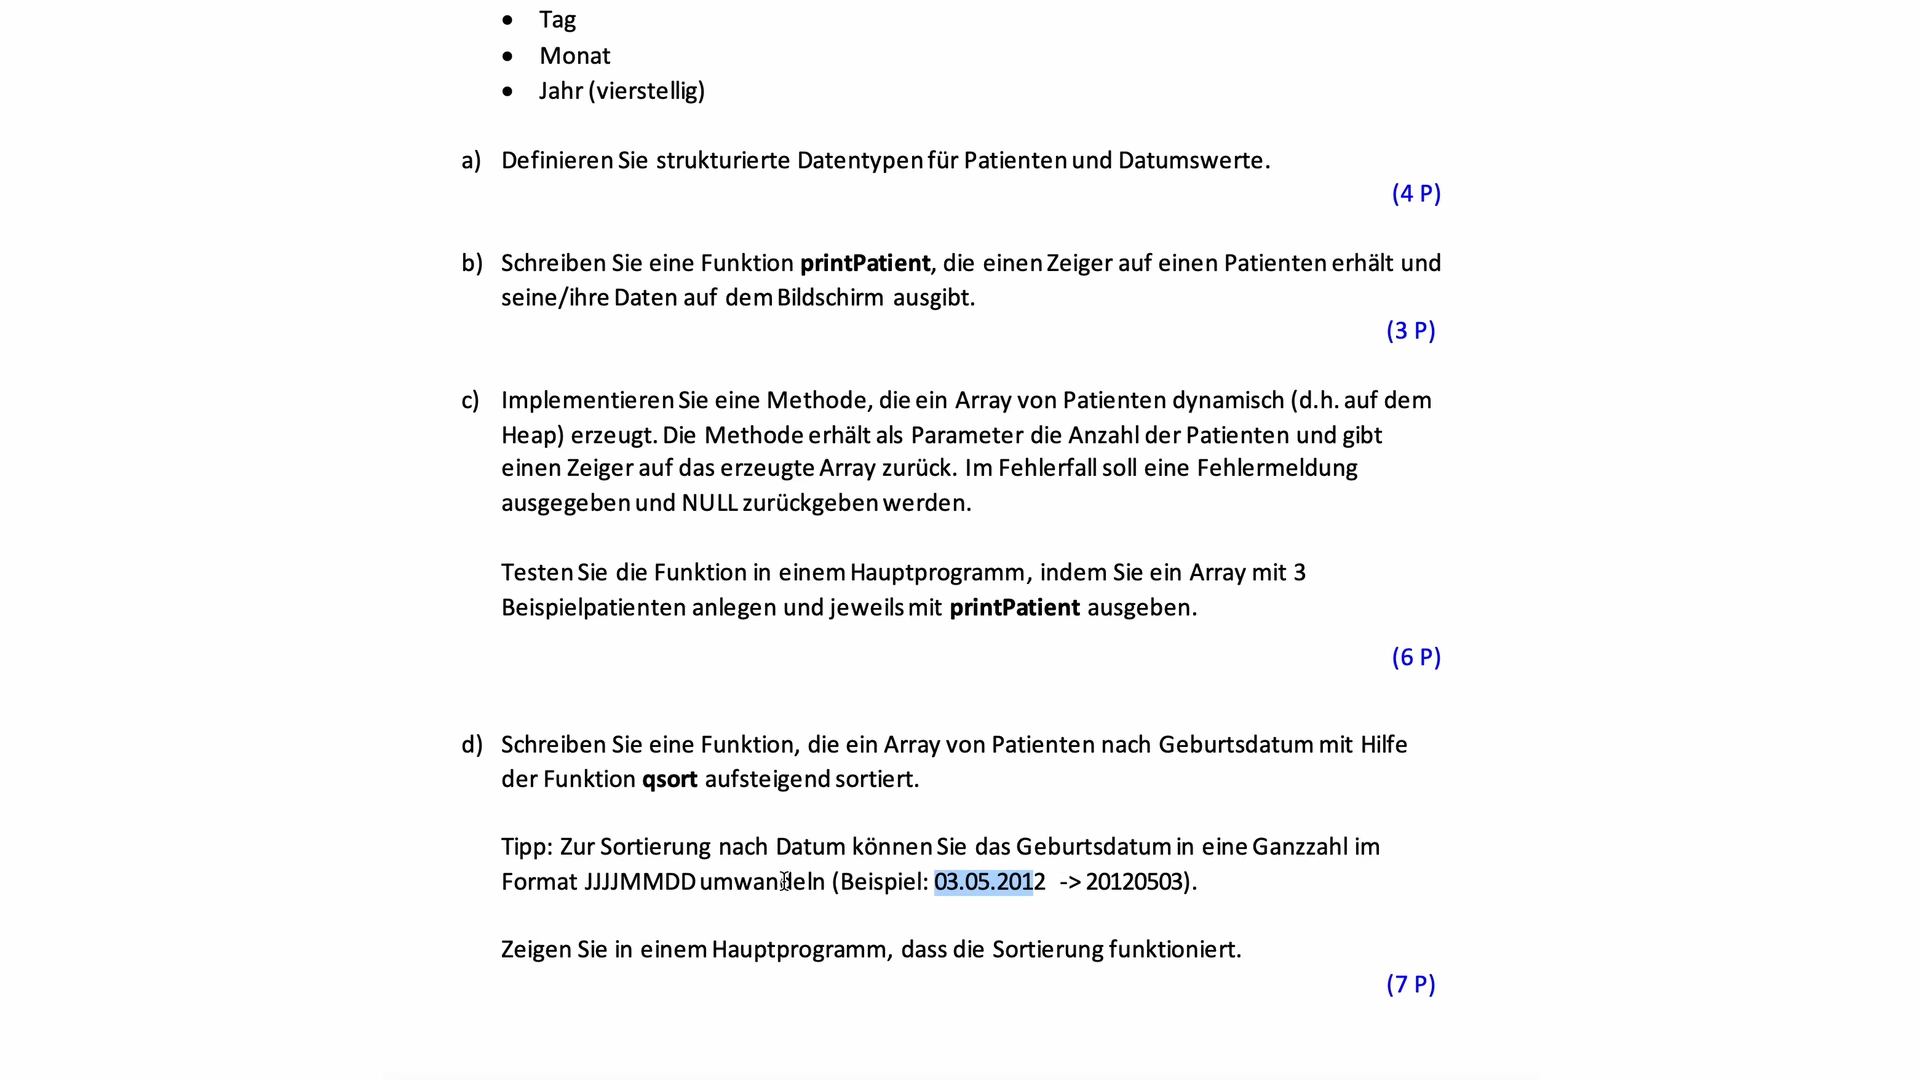 • Tag
• Monat
• Jahr (vierstellig)
a) Definieren Sie strukturierte Datentypen für Patienten und Datumswerte.
(4 P)
b) Schreiben Sie eine Funktion printPatient, die einen Zeiger auf einen Patienten erhält und
seine/ihre Daten auf dem Bildschirm ausgibt.
(3 P)
c) Implementieren Sie eine Methode, die ein Array von Patienten dynamisch (d.h. auf dem
Heap) erzeugt. Die Methode erhält als Parameter die Anzahl der Patienten und gibt
einen Zeiger auf das erzeugte Array zurück. Im Fehlerfall soll eine Fehlermeldung
ausgegeben und NULL zurückgeben werden.
Testen Sie die Funktion in einem Hauptprogramm, indem Sie ein Array mit 3
Beispielpatienten anlegen und jeweils mit printPatient ausgeben.
(6 P)
d) Schreiben Sie eine Funktion, die ein Array von Patienten nach Geburtsdatum mit Hilfe
der Funktion qsort aufsteigend sortiert.
Tipp: Zur Sortierung nach Datum können Sie das Geburtsdatum in eine Ganzzahl im
Format JJJJMMDD umwandeln (Beispiel: 03.05.2012 -> 20120503).
Zeigen Sie in einem Hauptprogramm, dass die Sortierung funktioniert.
(7 P)